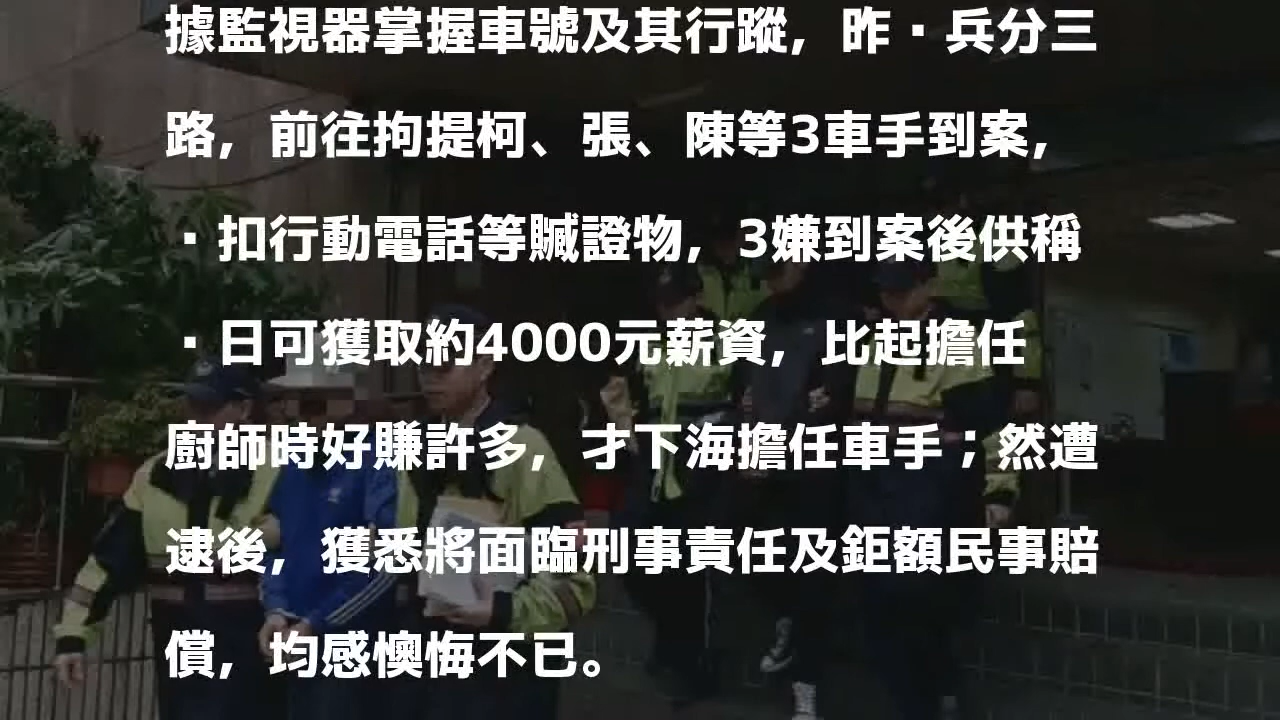 據監視器掌握車號及其行蹤，昨·兵分三
路，前往拘提柯、張、陳等3車手到案，
·扣行動電話等贓證物，3嫌到案後供稱
·日可獲取約4000元薪資，比起擔任
廚師時好賺許多，才下海擔任車手；然遭
逮後，獲悉將面臨刑事責任及鉅額民事賠
償，均感懊悔不已。